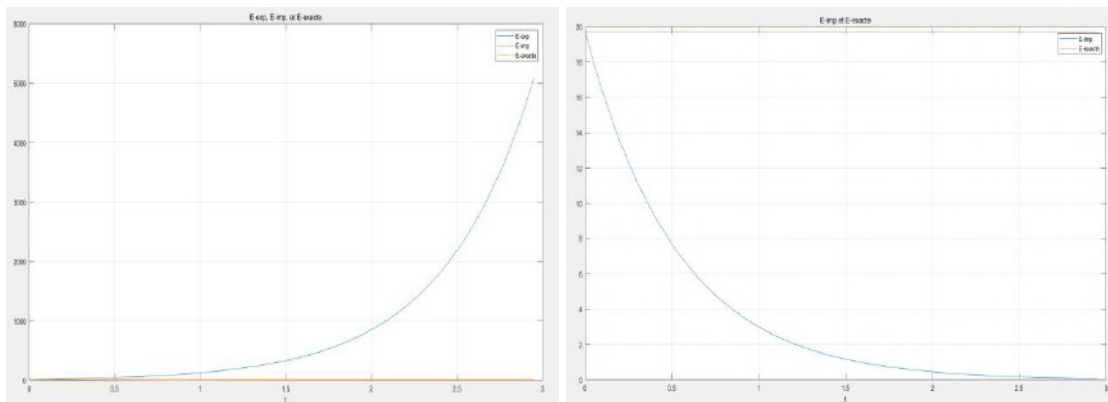 E-exp, E-imp, et E-exacte
E-exp
E-imp
E-exacte
6000
5000
4000
3000
2000
1000
0
0 0.5 1 1.5 2 2.5 3
t
E-imp et E-exacte
E-imp
E-exacte
20
18
16
14
12
10
8
6
4
2
0
0 0.5 1 1.5 2 2.5 3
t